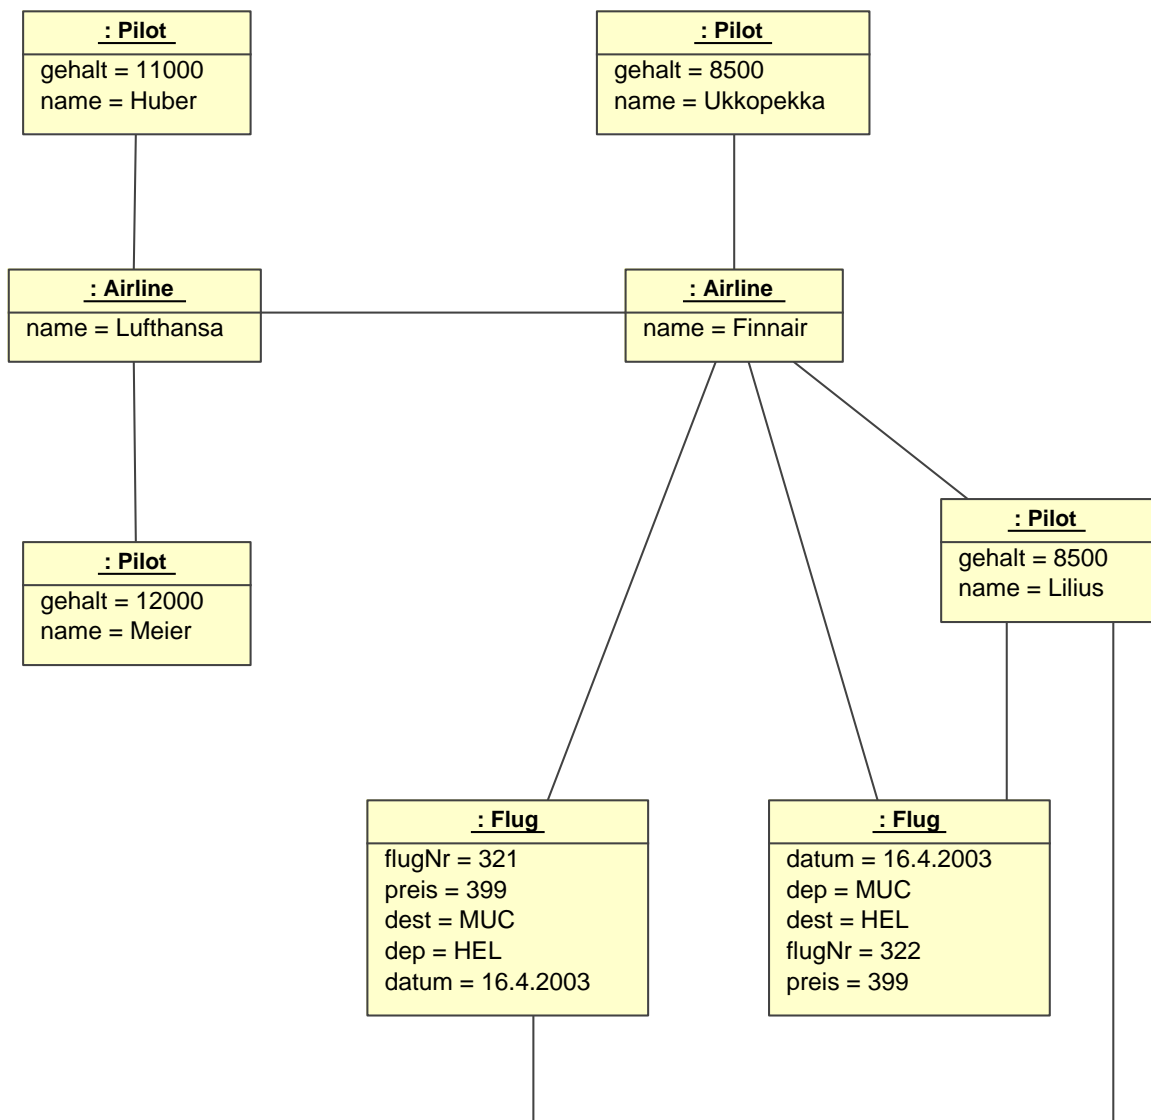 : Pilot
gehalt = 11000
name = Huber
: Pilot
gehalt = 8500
name = Ukkopekka
: Airline
name = Lufthansa
: Airline
name = Finnair
: Pilot
gehalt = 12000
name = Meier
: Pilot
gehalt = 8500
name = Lilius
: Flug
flugNr = 321
preis = 399
dest = MUC
dep = HEL
datum = 16.4.2003
: Flug
datum = 16.4.2003
dep = MUC
dest = HEL
flugNr = 322
preis = 399